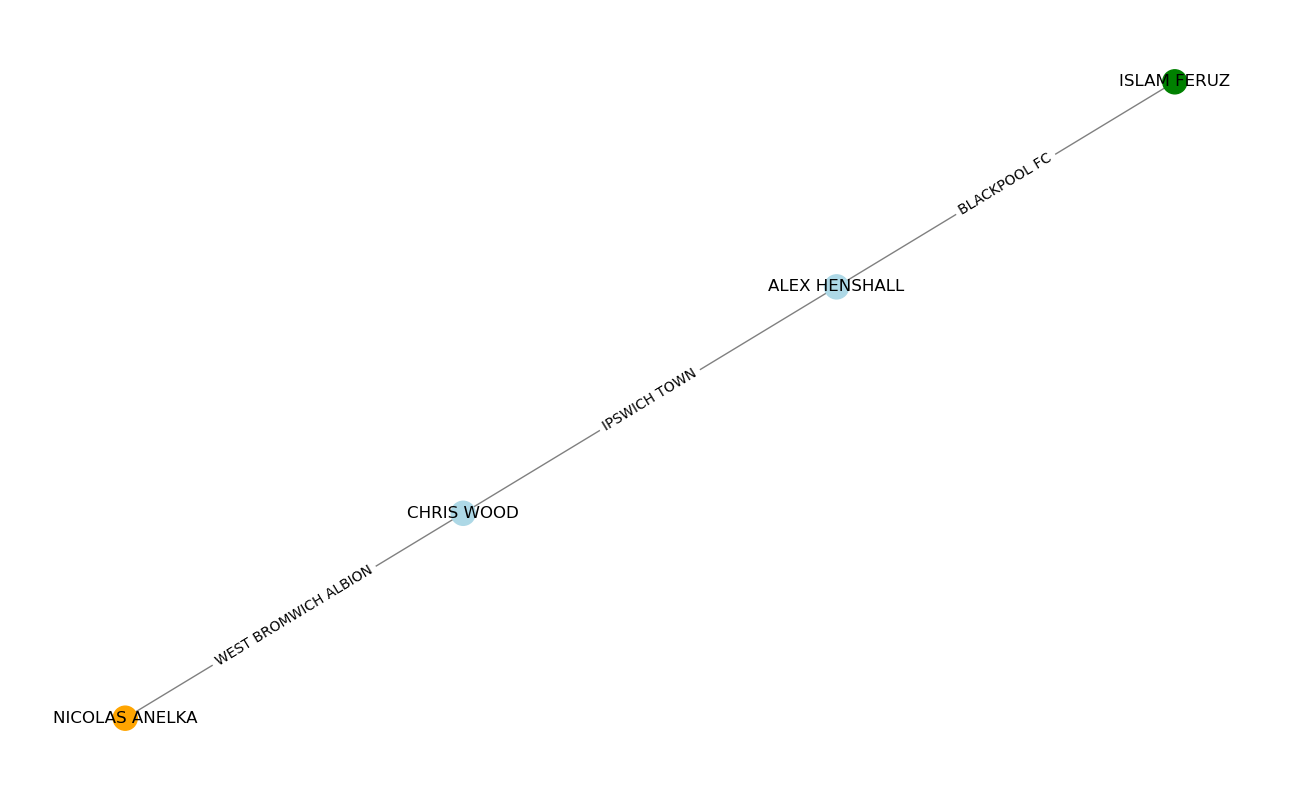 ISLAM FERUZ
BLACKPOOL FC
ALEX HENSHALL
IPSWICH TOWN
CHRIS WOOD
WEST BROMWICH ALBION
NICOLAS ANELKA